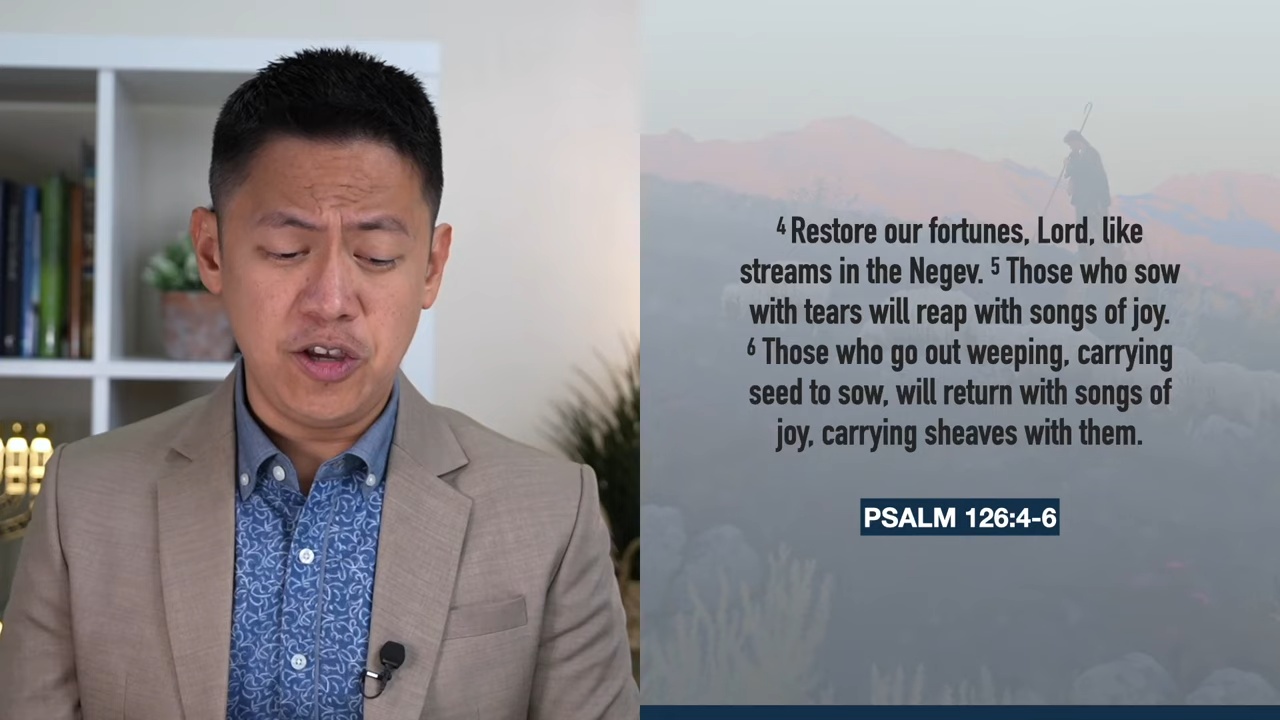 4 Restore our fortunes, Lord, like
streams in the Negev. 5 Those who sow
with tears will reap with songs of joy.
6 Those who go out weeping, carrying
seed to sow, will return with songs of
joy, carrying sheaves with them.
PSALM 126:4-6